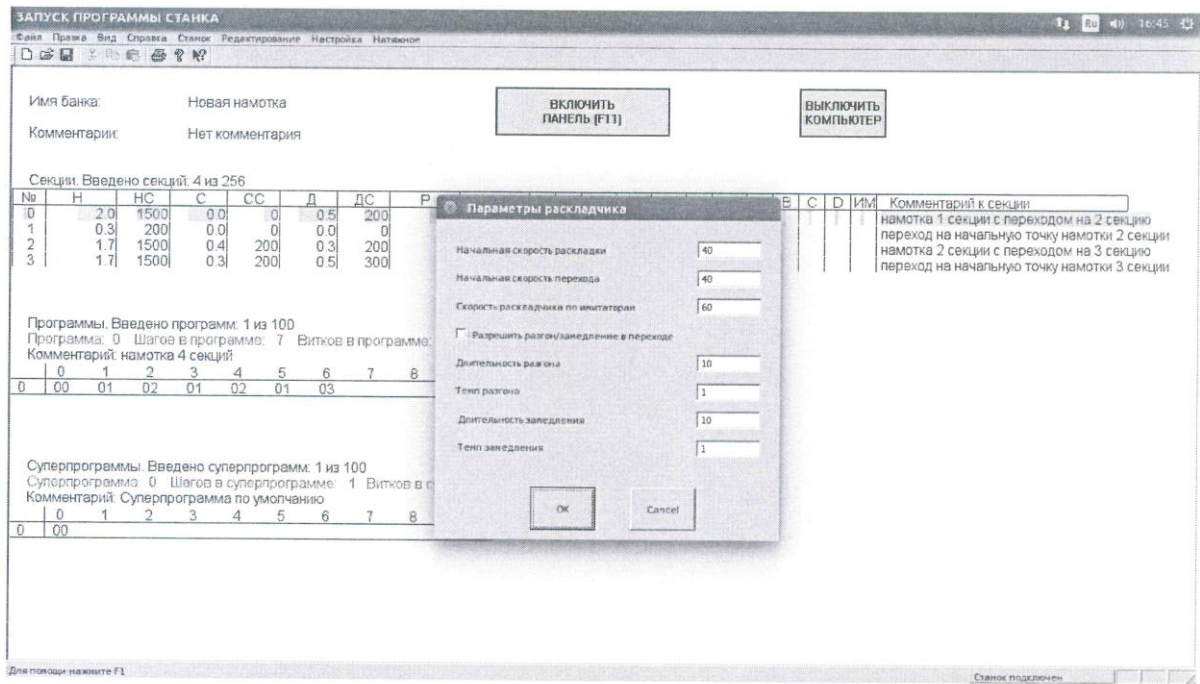 ЗАПУСК ПРОГРАММЫ СТАНКА
Ru 16:45
Файл Правка Вид Справка Станок Редактирование Настройка Натяжное
Имя банка: Новая намотка
ВКЛЮЧИТЬ ПАНЕЛЬ [F11]
ВЫКЛЮЧИТЬ КОМПЬЮТЕР
Комментарии: Нет комментария
Секции. Введено секций: 4 из 256
№ Н НС С СС Д ДС Р В С D ИМ Комментарий к секции
0 2.0 1500 0.0 0 0.5 200 намотка 1 секции с переходом на 2 секцию
1 0.3 200 0.0 0 0.0 0 переход на начальную точку намотки 2 секции
2 1.7 1500 0.4 200 0.3 200 намотка 2 секции с переходом на 3 секцию
3 1.7 1500 0.3 200 0.5 300 переход на начальную точку намотки 3 секции
Программы. Введено программ: 1 из 100
Программа: 0 Шагов в программе: 7 Витков в программе:
Комментарий: намотка 4 секций
0 1 2 3 4 5 6 7 8
0 00 01 02 01 02 01 03
Суперпрограммы. Введено суперпрограмм: 1 из 100
Суперпрограмма: 0 Шагов в суперпрограмме: 1 Витков в с
Комментарий: Суперпрограмма по умолчанию
0 1 2 3 4 5 6 7 8
0 00
Параметры раскладчика
Начальная скорость раскладки 40
Начальная скорость перехода 40
Скорость раскладчика по имитаторам 60
Разрешить разгон/замедление в переходе
Длительность разгона 10
Темп разгона 1
Длительность замедления 10
Темп замедления 1
OK Cancel
Для помощи нажмите F1
Станок подключен